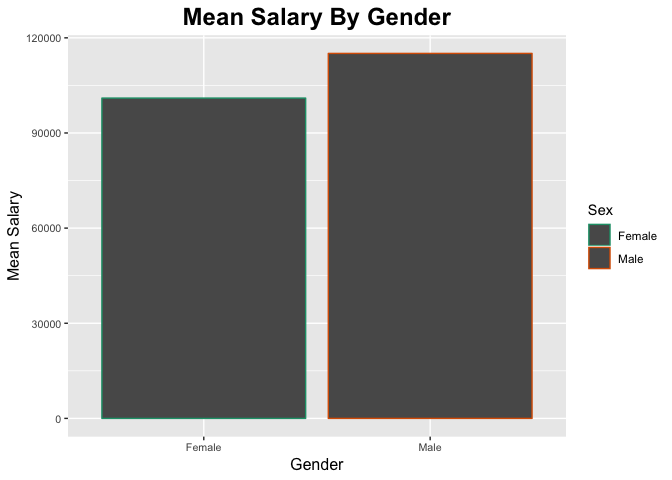 Mean Salary By Gender
120000
90000
60000
30000
0
Mean Salary
Female
Male
Gender
Sex
Female
Male